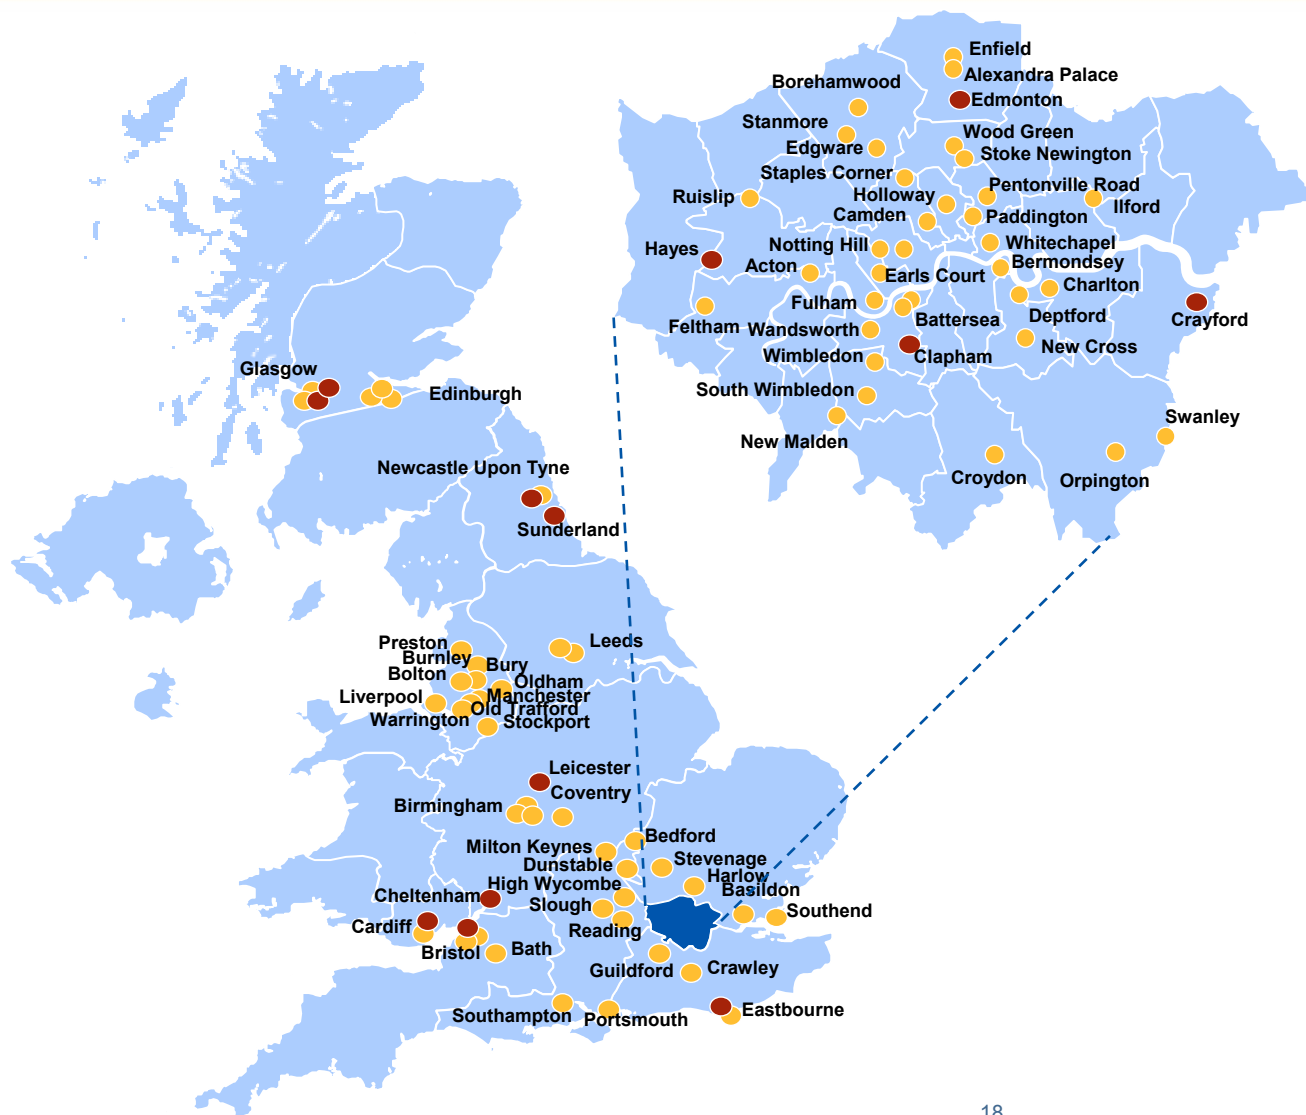 Enfield
Alexandra Palace
Borehamwood
Edmonton
Stanmore
Wood Green
Edgware
Stoke Newington
Staples Corner
Pentonville Road
Ruislip
Holloway
Ilford
Camden
Paddington
Hayes
Notting Hill
Whitechapel
Acton
Bermondsey
Earls Court
Charlton
Fulham
Feltham
Battersea
Deptford
Crayford
Wandsworth
Wimbledon
Clapham
New Cross
South Wimbledon
Swanley
New Malden
Croydon
Orpington
Glasgow
Edinburgh
Newcastle Upon Tyne
Sunderland
Preston
Leeds
Burnley
Bury
Bolton
Oldham
Liverpool
Manchester
Old Trafford
Warrington
Stockport
Leicester
Coventry
Birmingham
Bedford
Milton Keynes
Stevenage
Dunstable
Harlow
High Wycombe
Basildon
Cheltenham
Slough
Southend
Cardiff
Reading
Bristol
Bath
Guildford
Crawley
Southampton
Portsmouth
Eastbourne
18